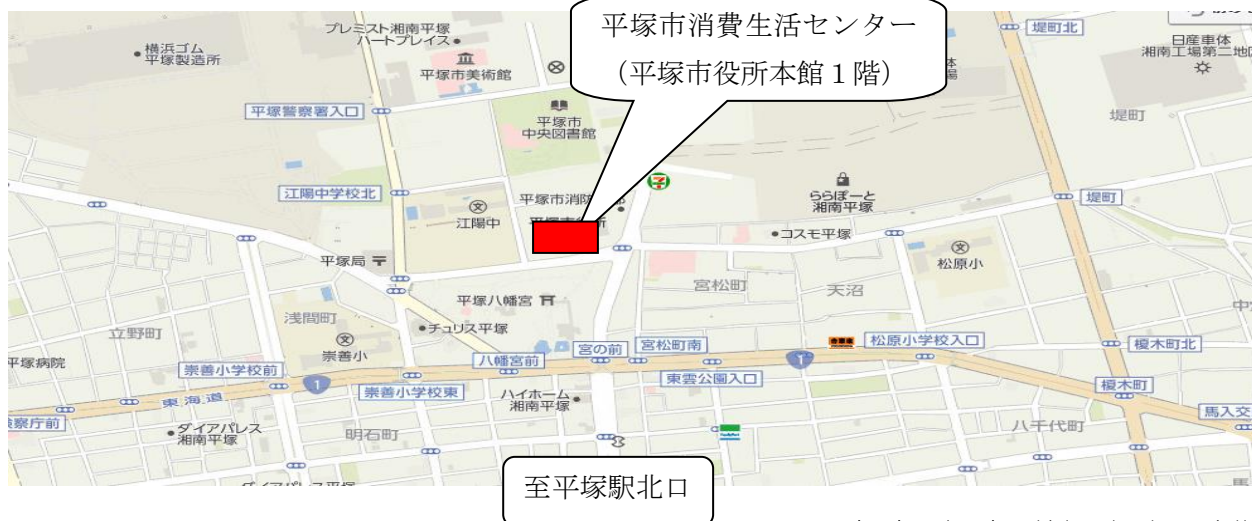 平塚市消費生活センター
（平塚市役所本館１階）
プレミスト湘南平塚
ハートプレイス
横浜ゴム
平塚製造所
平塚市美術館
堤町北
日産車体
湘南工場第二地
平塚警察署入口
平塚市
中央図書館
堤町
江陽中学校北
江陽中
平塚市消防
ららぽーと
湘南平塚
堤町
コスモ平塚
松原小
平塚局
宮松町
天沼
平塚八幡宮
浅間町
チュリス平塚
立野町
崇善小
平塚病院
八幡宮前
宮の前
宮松町南
松原小学校入口
榎木町北
崇善小学校前
1
1
東雲公園入口
崇善小学校東
ハイホーム
湘南平塚
榎木町
東海道
馬入交
察庁前
ダイアパレス
湘南平塚
明石町
FamilyMart
八千代町
至平塚駅北口